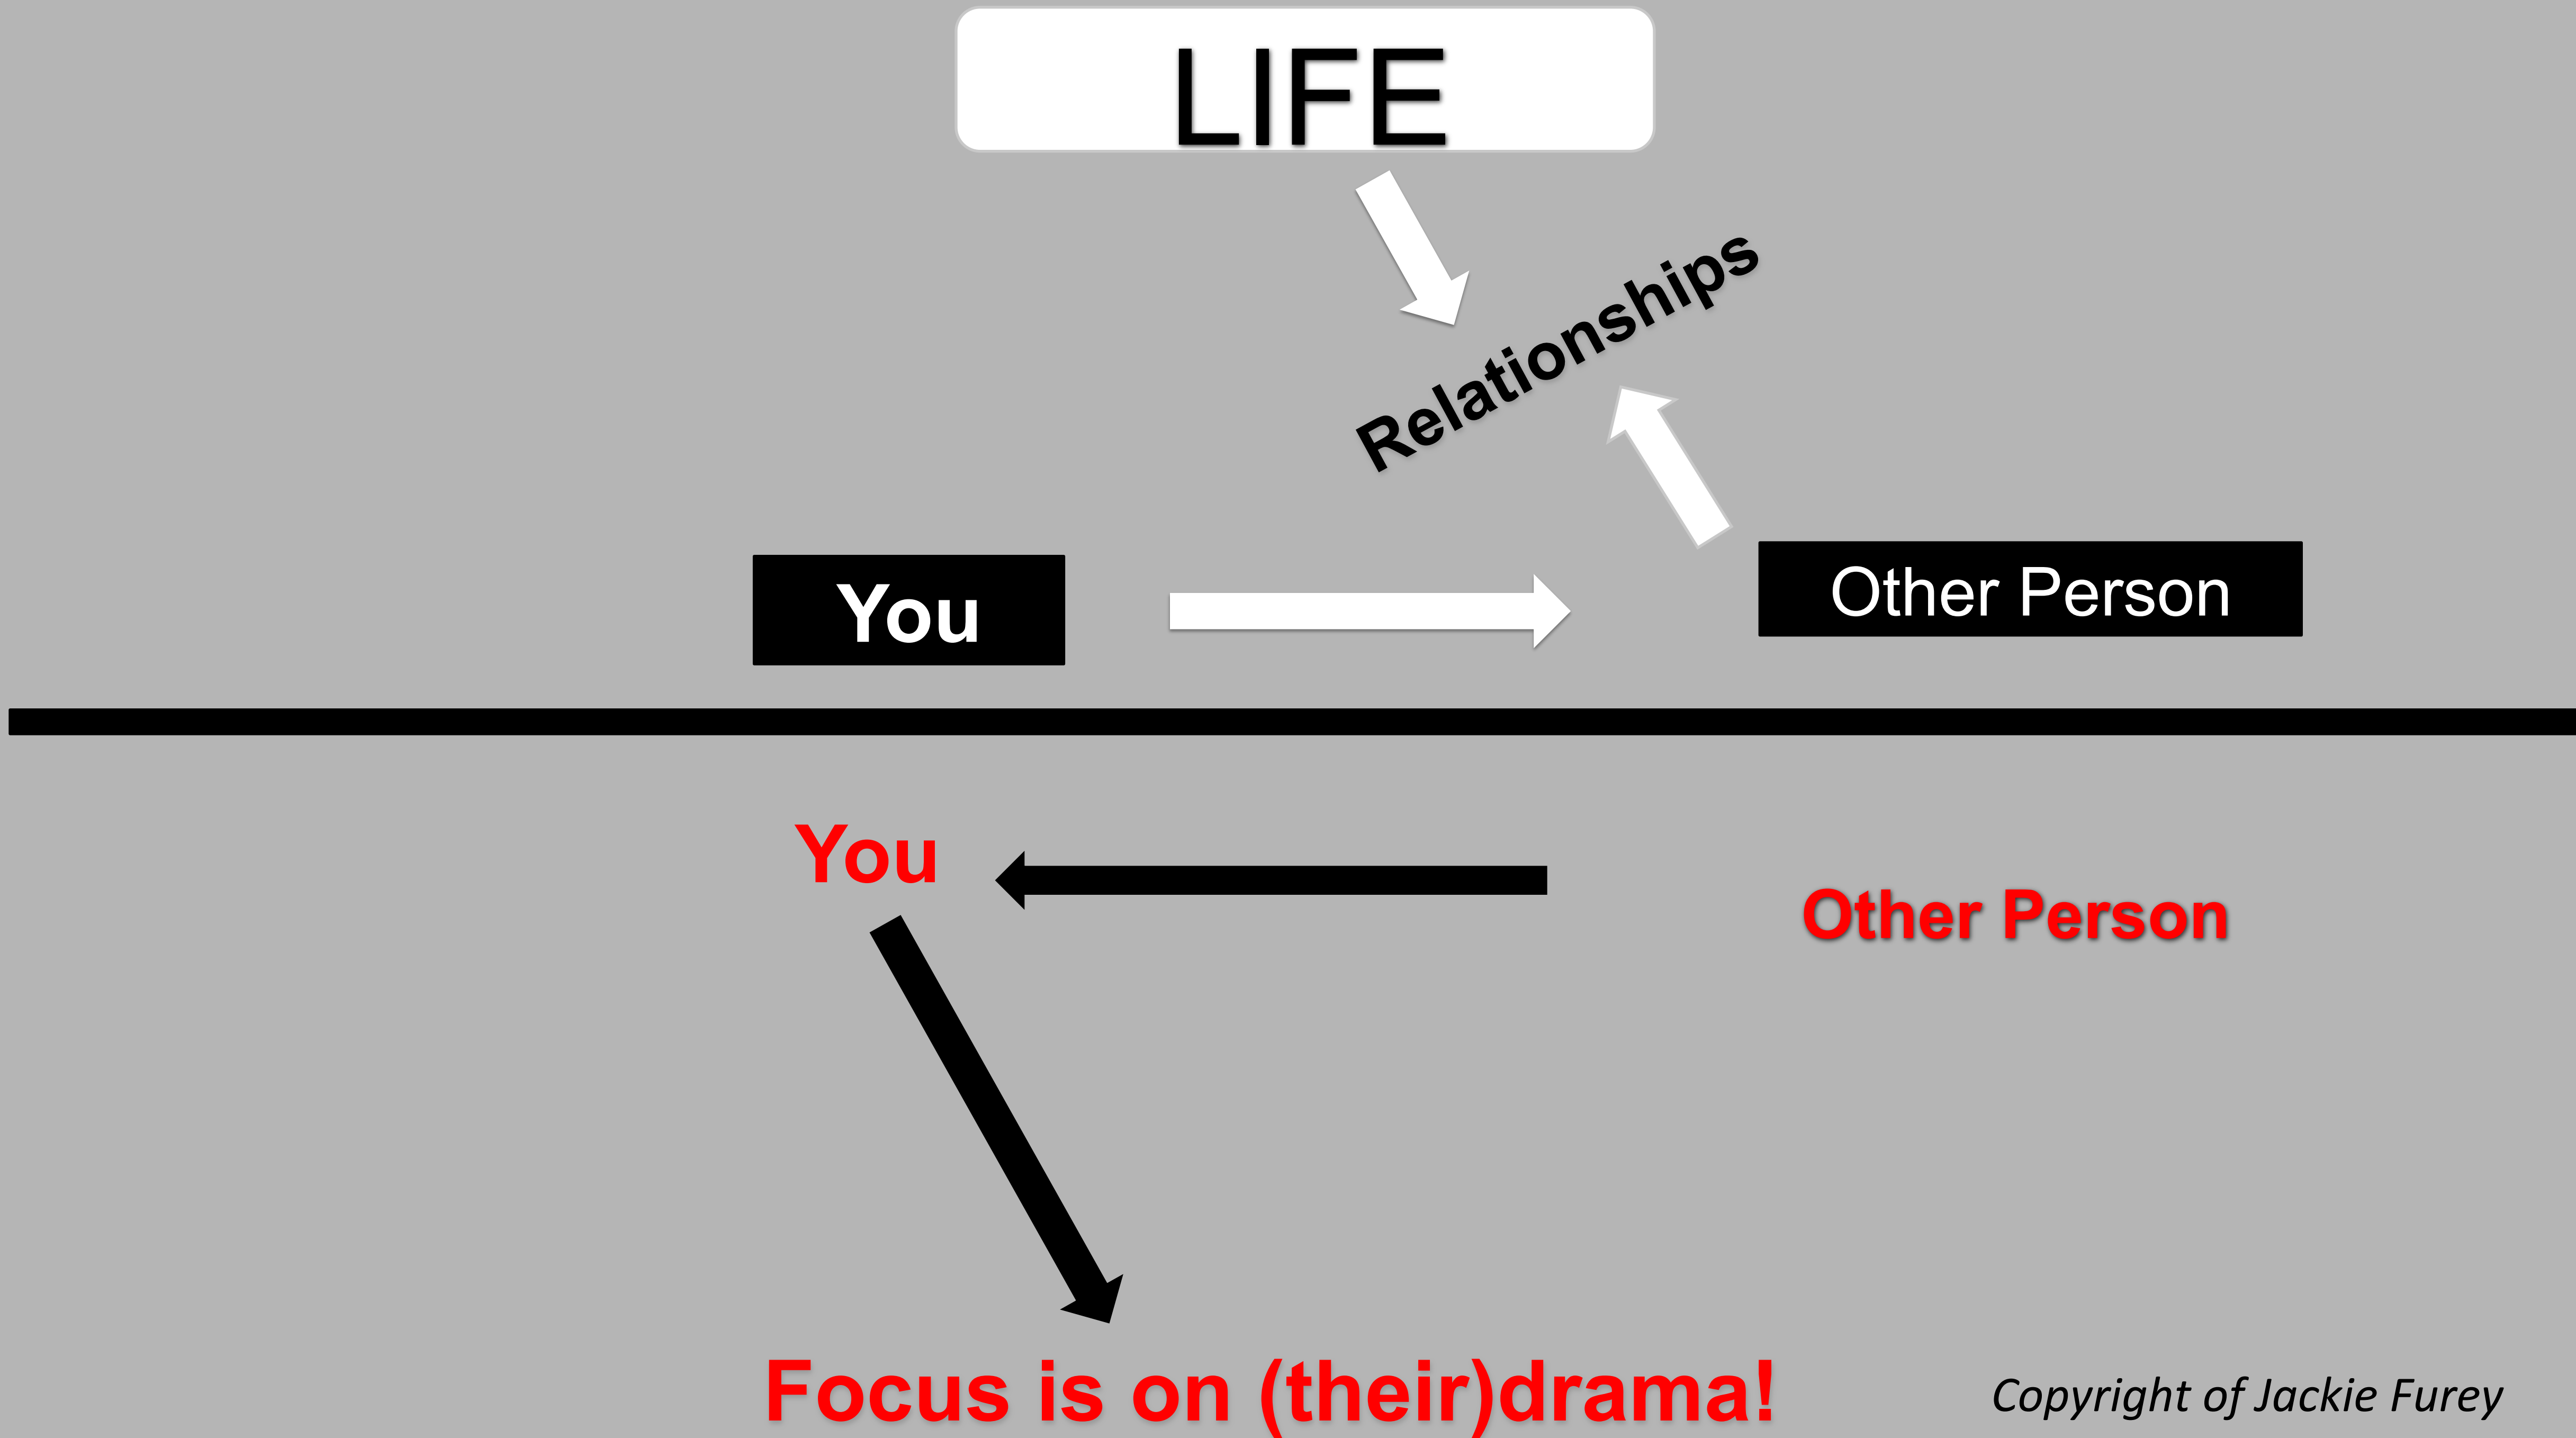 LIFE
Relationships
You
Other Person
You
Other Person
Focus is on (their)drama!
Copyright of Jackie Furey